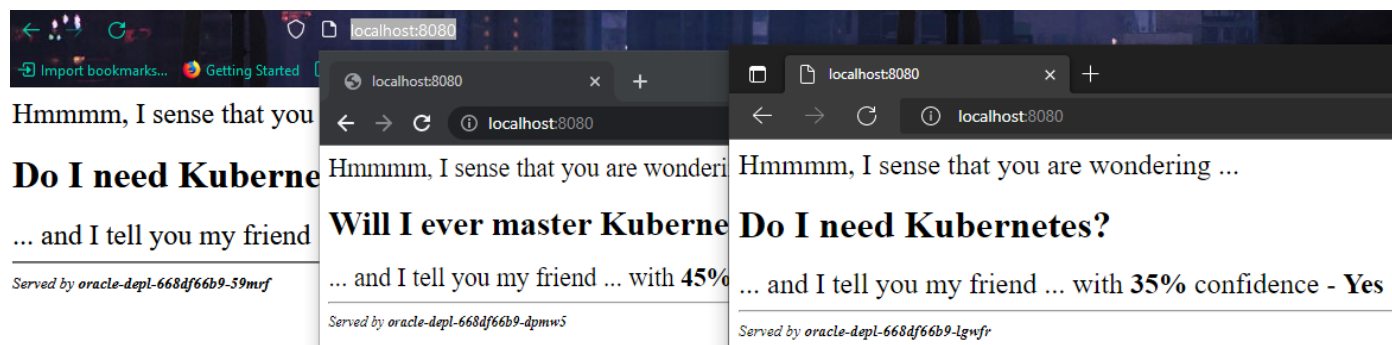 localhost:8080
Import bookmarks... Getting Started
Hmmmm, I sense that you
Do I need Kuberne
... and I tell you my friend
Served by oracle-depl-668df66b9-59mrf
localhost:8080
localhost:8080
Hmmmm, I sense that you are wonderi
Will I ever master Kuberne
... and I tell you my friend ... with 45%
Served by oracle-depl-668df66b9-dpmw5
localhost:8080
localhost:8080
Hmmmm, I sense that you are wondering ...
Do I need Kubernetes?
... and I tell you my friend ... with 35% confidence - Yes
Served by oracle-depl-668df66b9-lgwfr